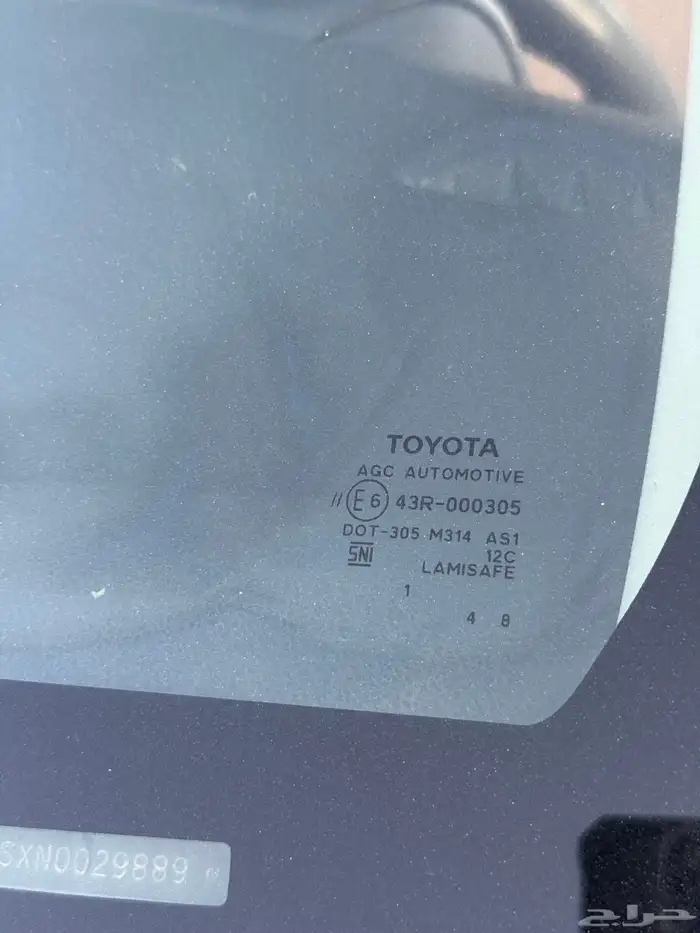 TOYOTA
AGC AUTOMOTIVE
// E6 43R-000305
DOT-305 M314 AS1
SNI 12C
LAMISAFE
1
4 8
SXN0029889
حراج